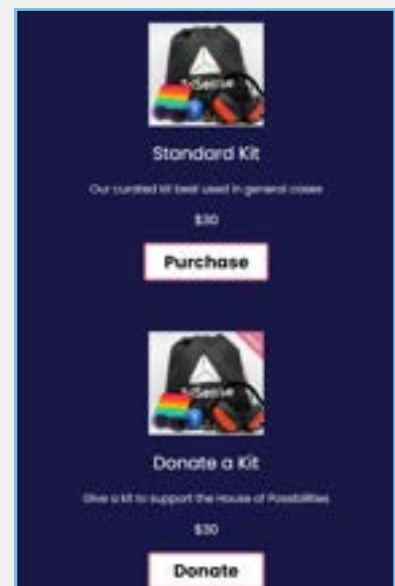 Standard Kit
Our curated kit best used in general cases
$30
Purchase
Donate a Kit
Give a kit to support the House of Possibilities
$30
Donate